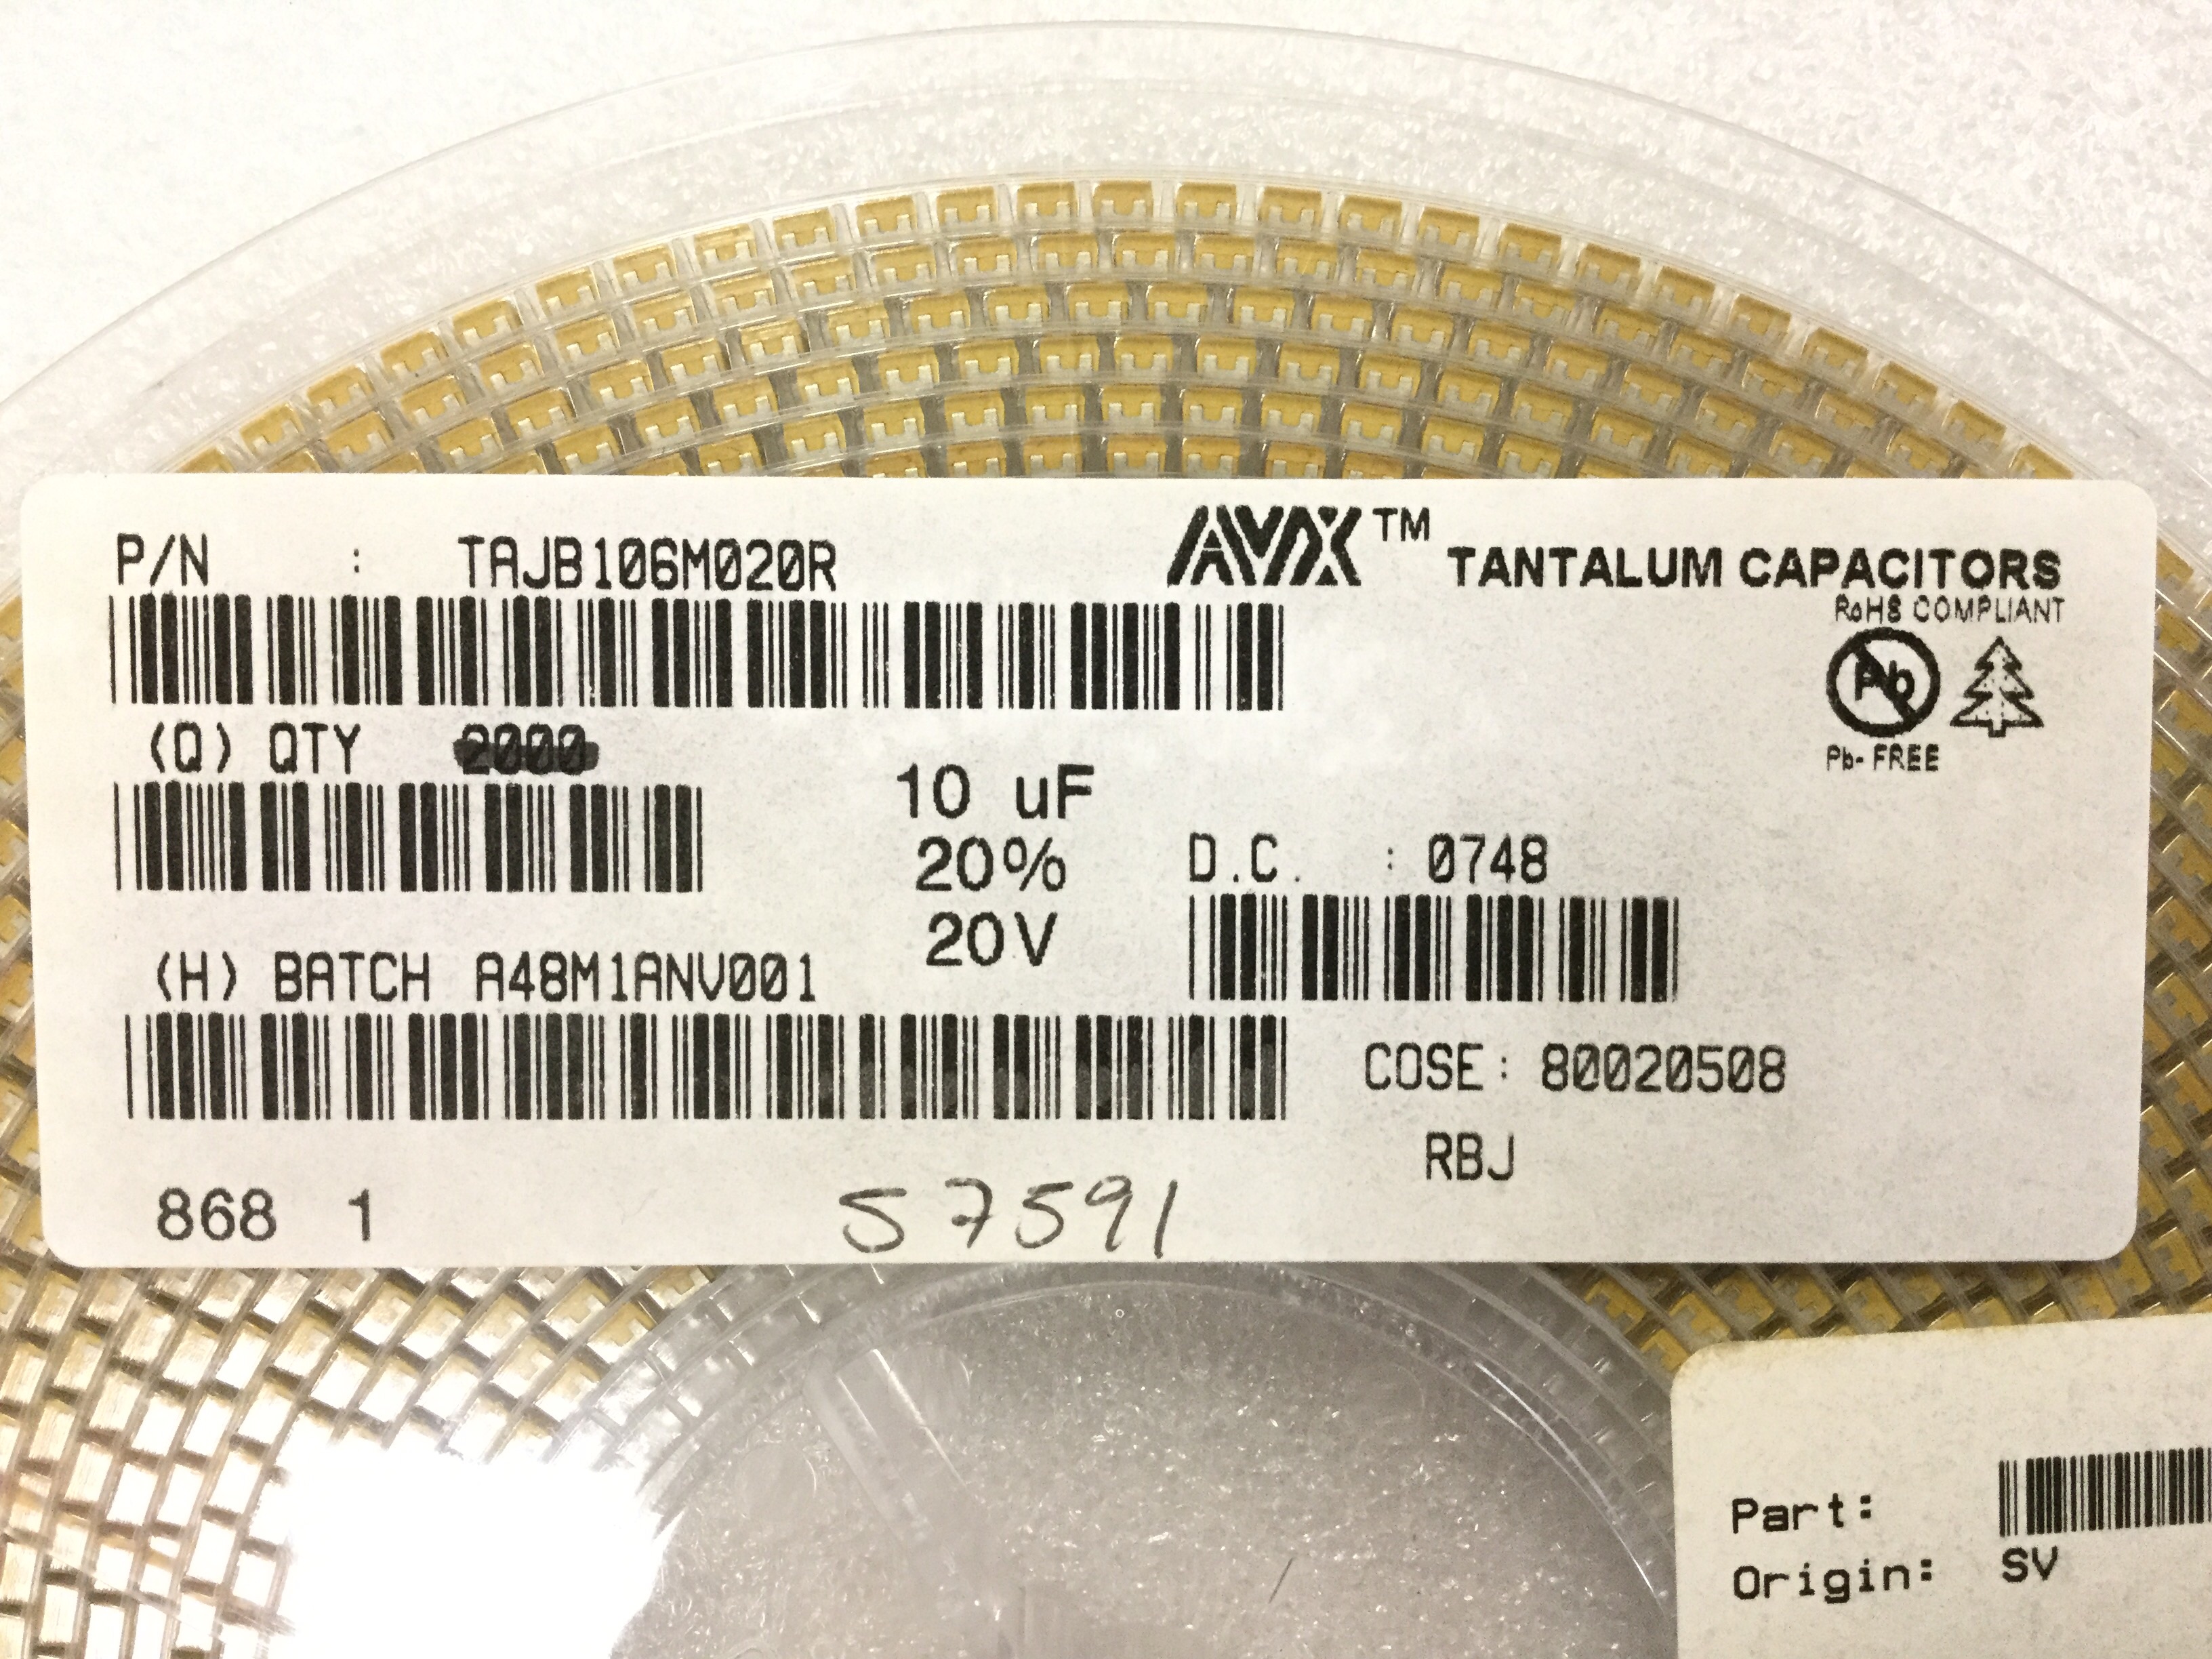 P/N : TAJB106M020R
AVX™ TANTALUM CAPACITORS
RoHS COMPLIANT
Pb
Pb-FREE
(Q) QTY 2000
10 uF
20%
20V
D.C. : 0748
(H) BATCH A48M1ANV001
COSE: 80020508
RBJ
868 1
57591
Part:
Origin: SV